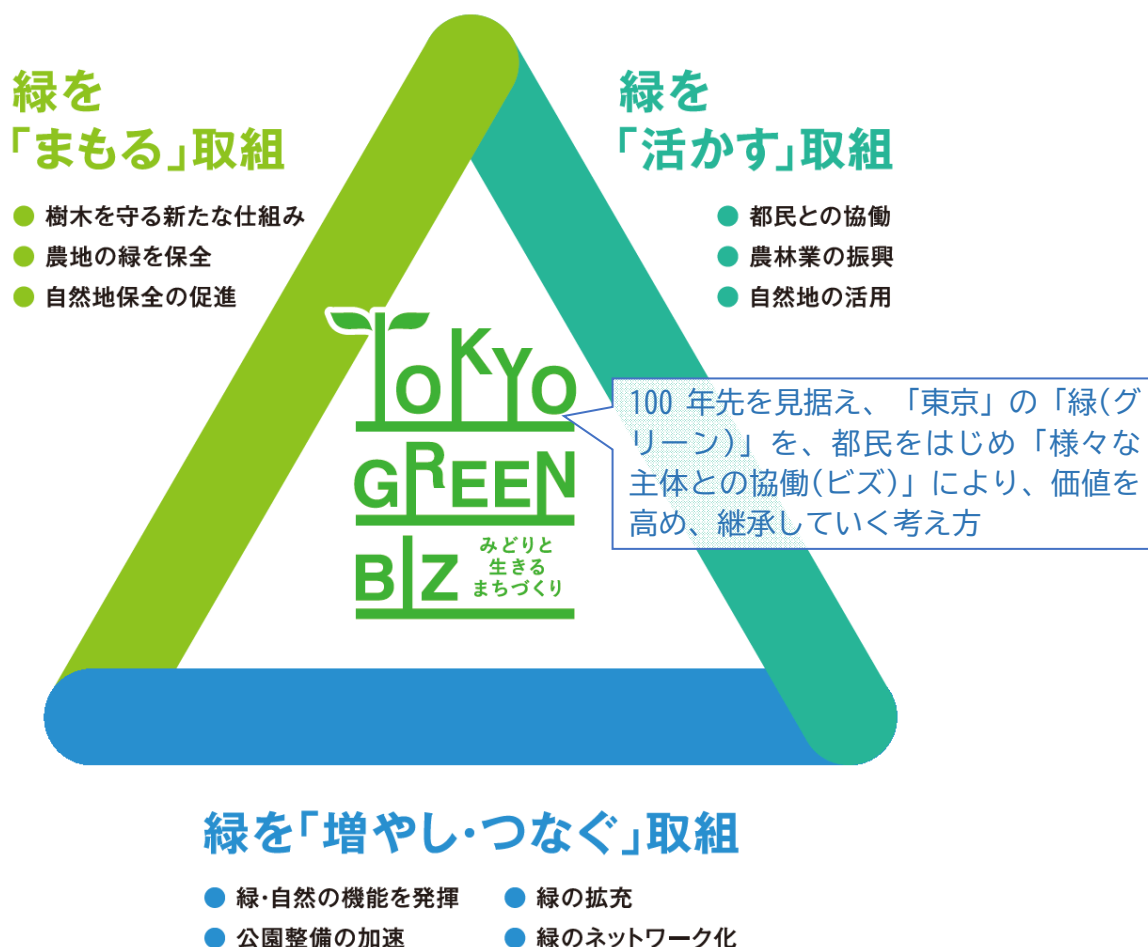 緑を
「まもる」取組
● 樹木を守る新たな仕組み
● 農地の緑を保全
● 自然地保全の促進
緑を
「活かす」取組
● 都民との協働
● 農林業の振興
● 自然地の活用
TOKYO
GREEN
BIZ
みどりと
生きる
まちづくり
100 年先を見据え、「東京」の「緑(グ
リーン)」を、都民をはじめ「様々な
主体との協働(ビズ)」により、価値を
高め、継承していく考え方
緑を「増やし・つなぐ」取組
● 緑・自然の機能を発揮
● 公園整備の加速
● 緑の拡充
● 緑のネットワーク化